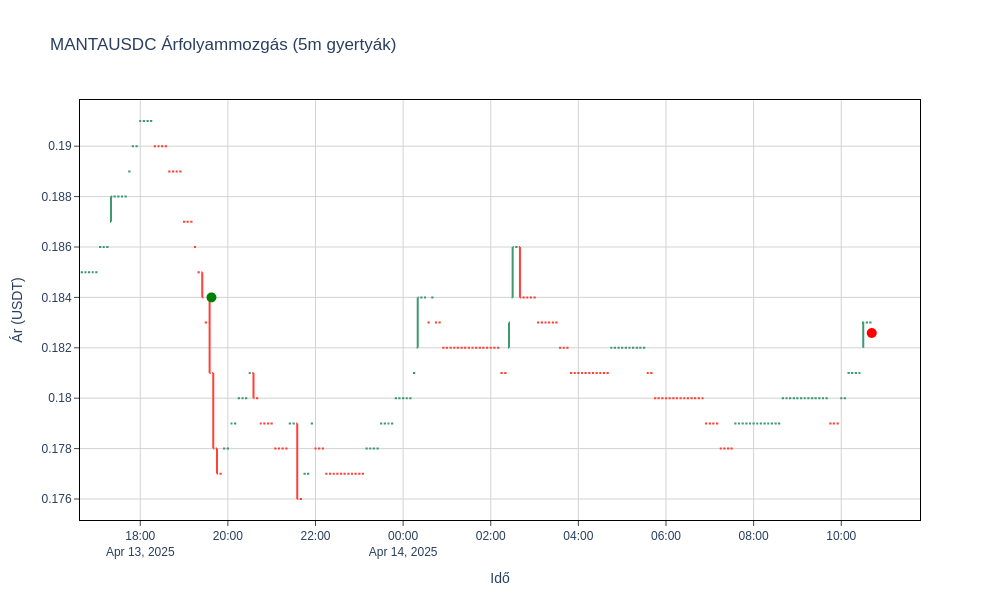 MANTAUSDC Árfolyammozgás (5m gyertyák)
Ár (USDT)
0.19
0.188
0.186
0.184
0.182
0.18
0.178
0.176
18:00 20:00 22:00 00:00 02:00 04:00 06:00 08:00 10:00
Apr 13, 2025 Apr 14, 2025
Idő